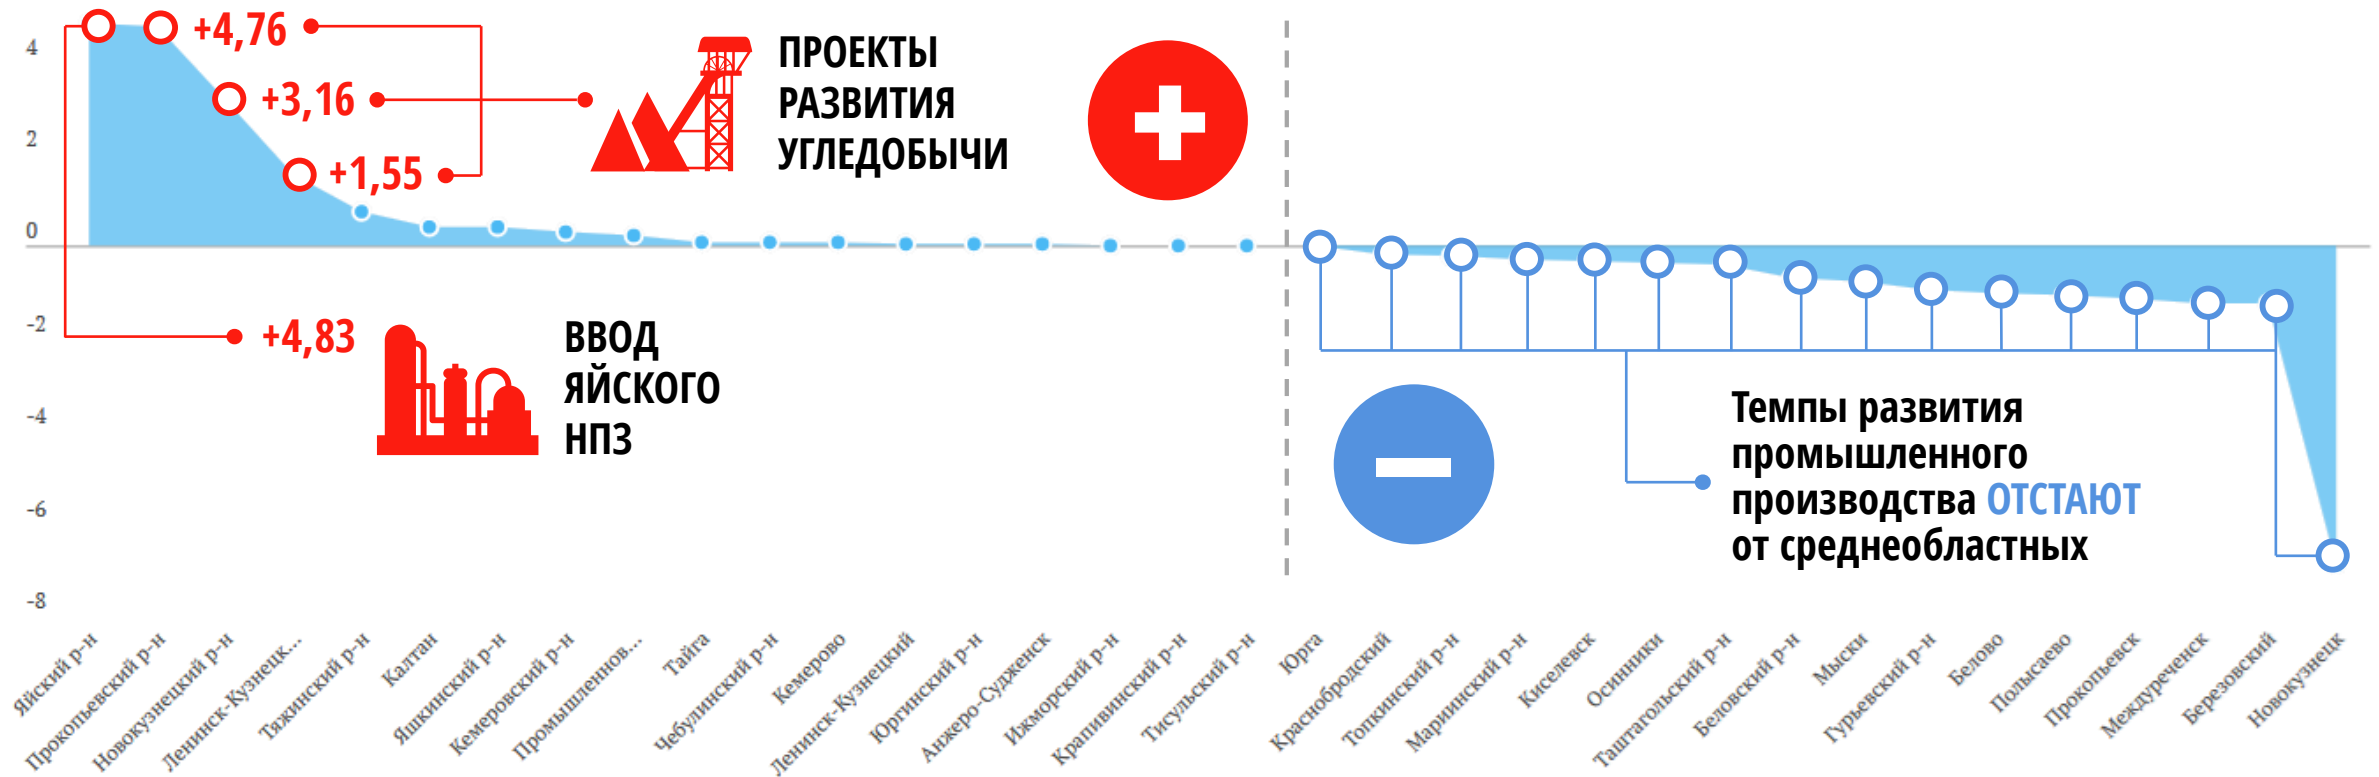 4
2
0
-2
-4
-6
-8
+4,76
+3,16
+1,55
ПРОЕКТЫ
РАЗВИТИЯ
УГЛЕДОБЫЧИ
+4,83
ВВОД
ЯЙСКОГО
НПЗ
Темпы развития
промышленного
производства ОТСТАЮТ
от среднеобластных
Яйский р-н
Прокопьевский р-н
Новокузнецкий р-н
Ленинск-Кузнецк...
Тяжинский р-н
Калтан
Яшкинский р-н
Кемеровский р-н
Промышленнов...
Тайга
Чебулинский р-н
Кемерово
Ленинск-Кузнецкий
Юргинский р-н
Анжеро-Судженск
Ижморский р-н
Крапивинский р-н
Тисульский р-н
Юрга
Краснобродский
Топкинский р-н
Мариинский р-н
Киселевск
Осинники
Таштагольский р-н
Беловский р-н
Мыски
Гурьевский р-н
Белово
Полысаево
Прокопьевск
Междуреченск
Березовский
Новокузнецк